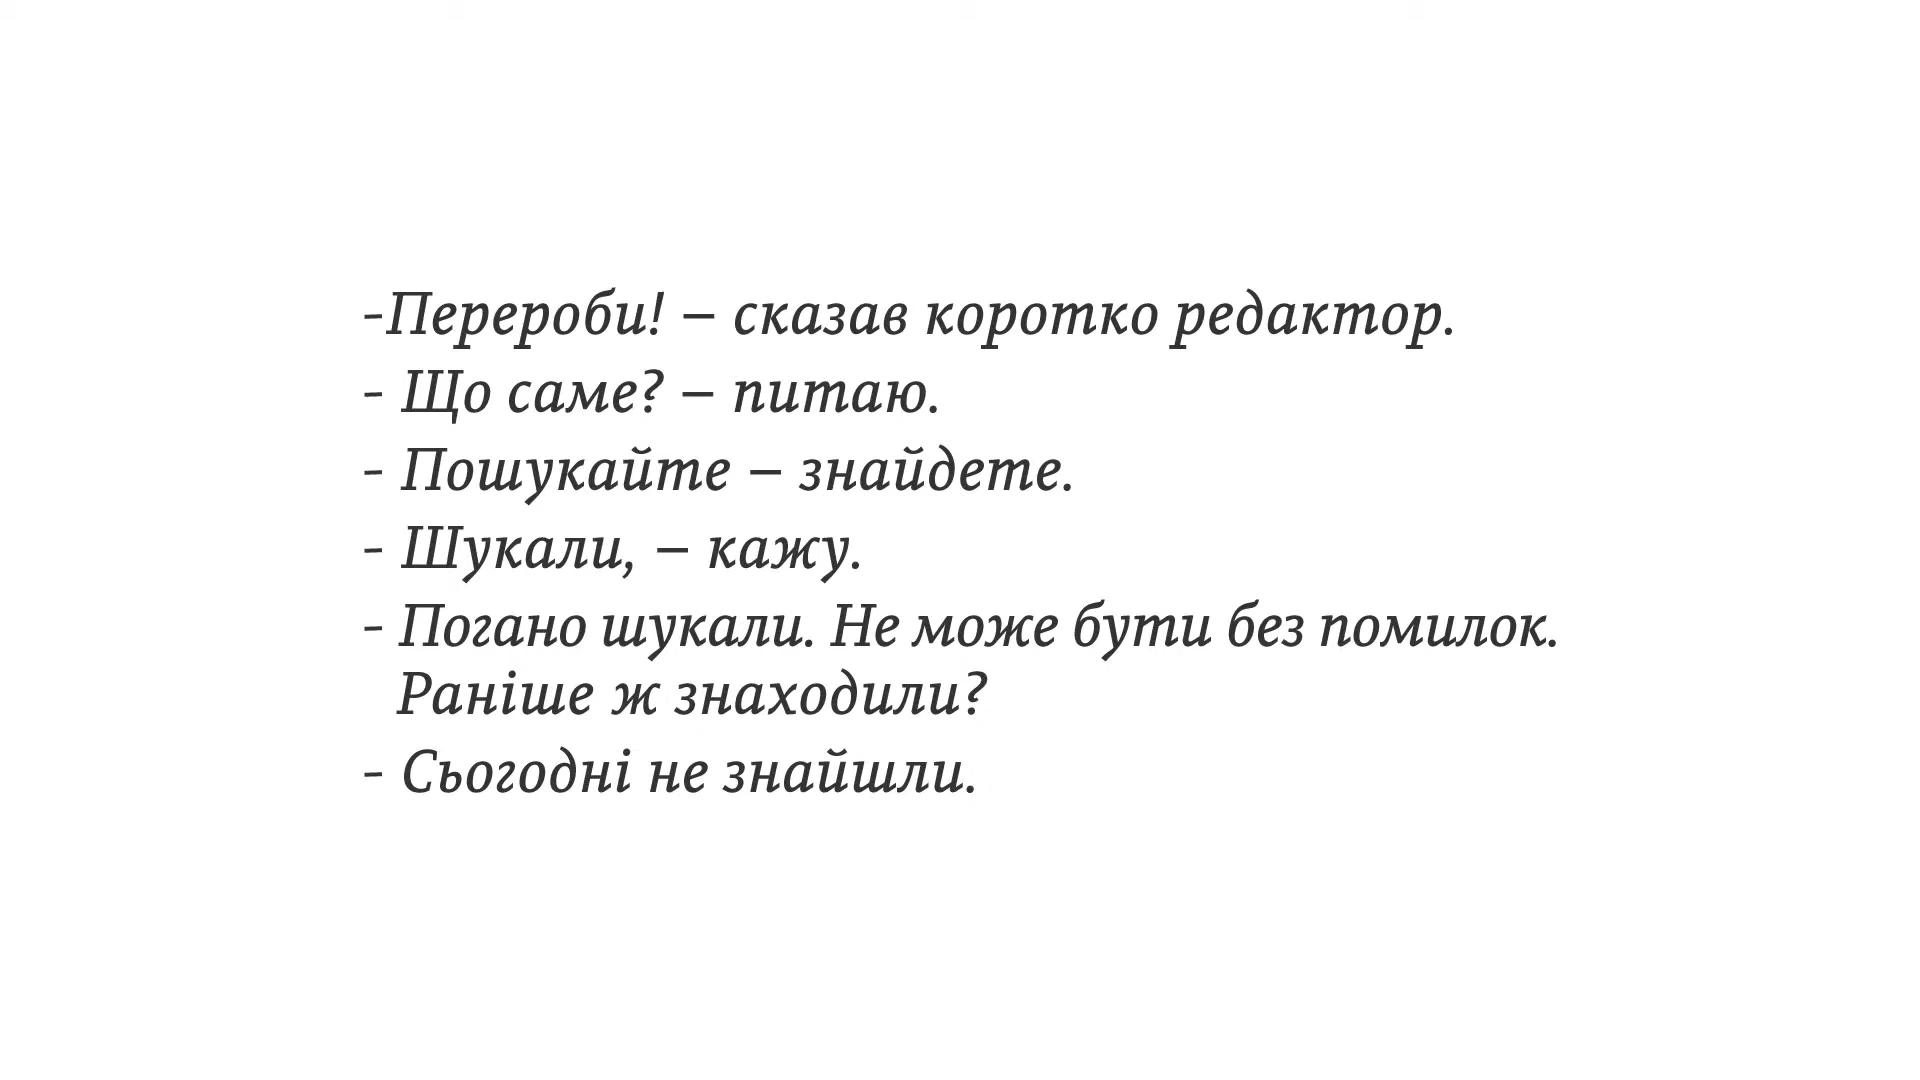 -Перероби! – сказав коротко редактор.
- Що саме? – питаю.
- Пошукайте – знайдете.
- Шукали, – кажу.
- Погано шукали. Не може бути без помилок.
Раніше ж знаходили?
- Сьогодні не знайшли.